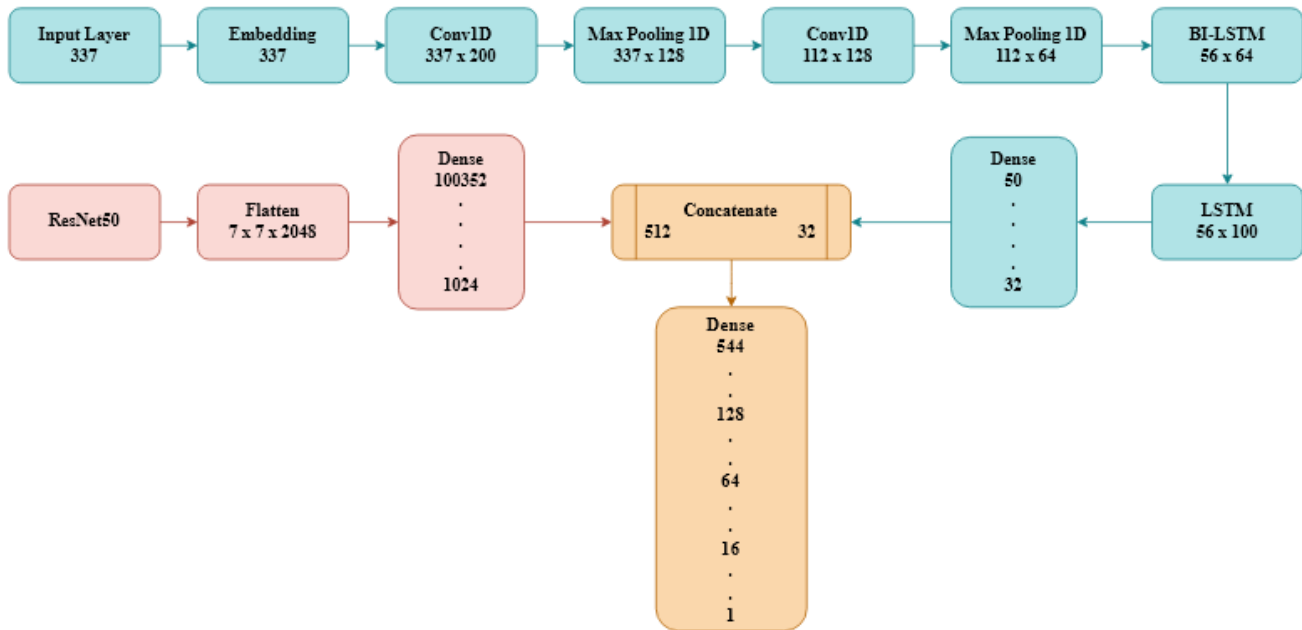 Input Layer
337
Embedding
337
Conv1D
337 x 200
Max Pooling 1D
337 x 128
Conv1D
112 x 128
Max Pooling 1D
112 x 64
BI-LSTM
56 x 64
ResNet50
Flatten
7 x 7 x 2048
Dense
100352
.
.
.
.
1024
Concatenate
512 32
Dense
50
.
.
.
.
32
LSTM
56 x 100
Dense
544
.
.
128
.
.
64
.
.
16
.
.
1